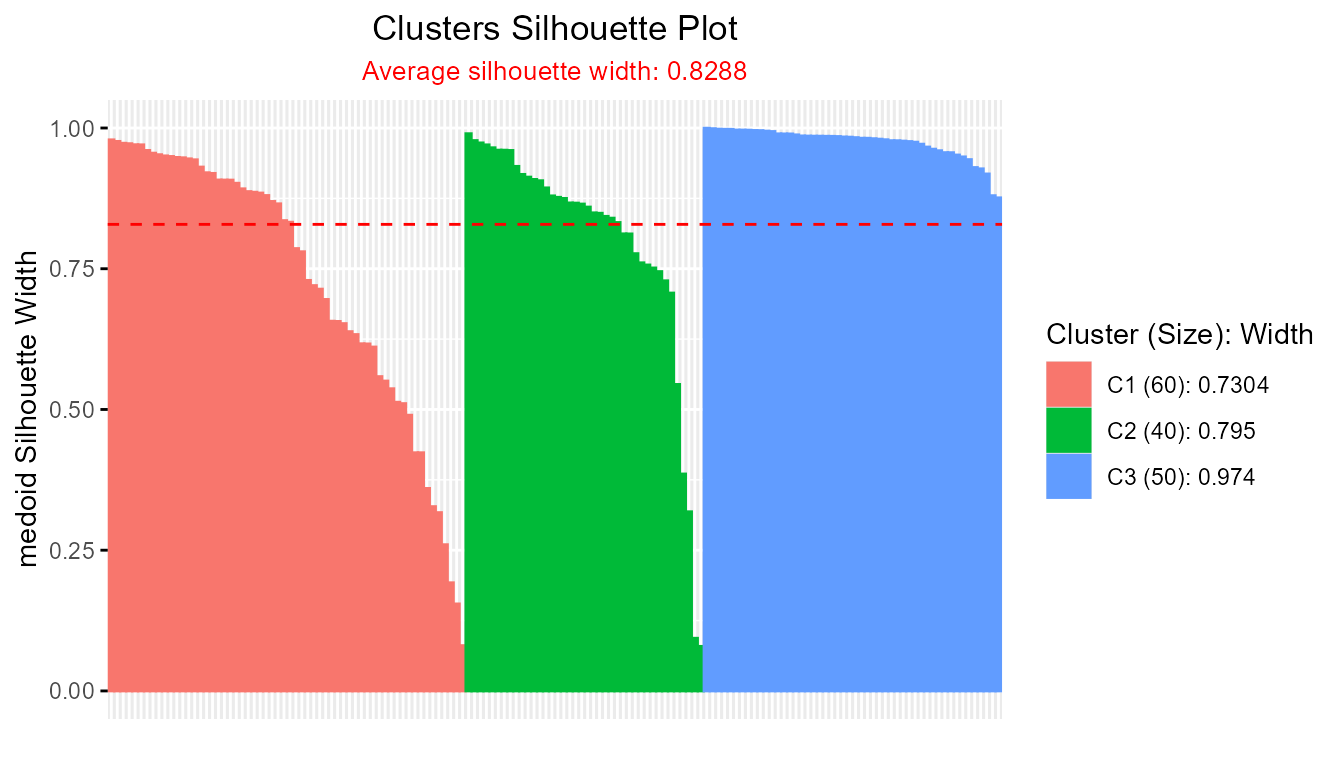 Clusters Silhouette Plot
Average silhouette width: 0.8288
medoid Silhouette Width
1.00
0.75
0.50
0.25
0.00
Cluster (Size): Width
C1 (60): 0.7304
C2 (40): 0.795
C3 (50): 0.974